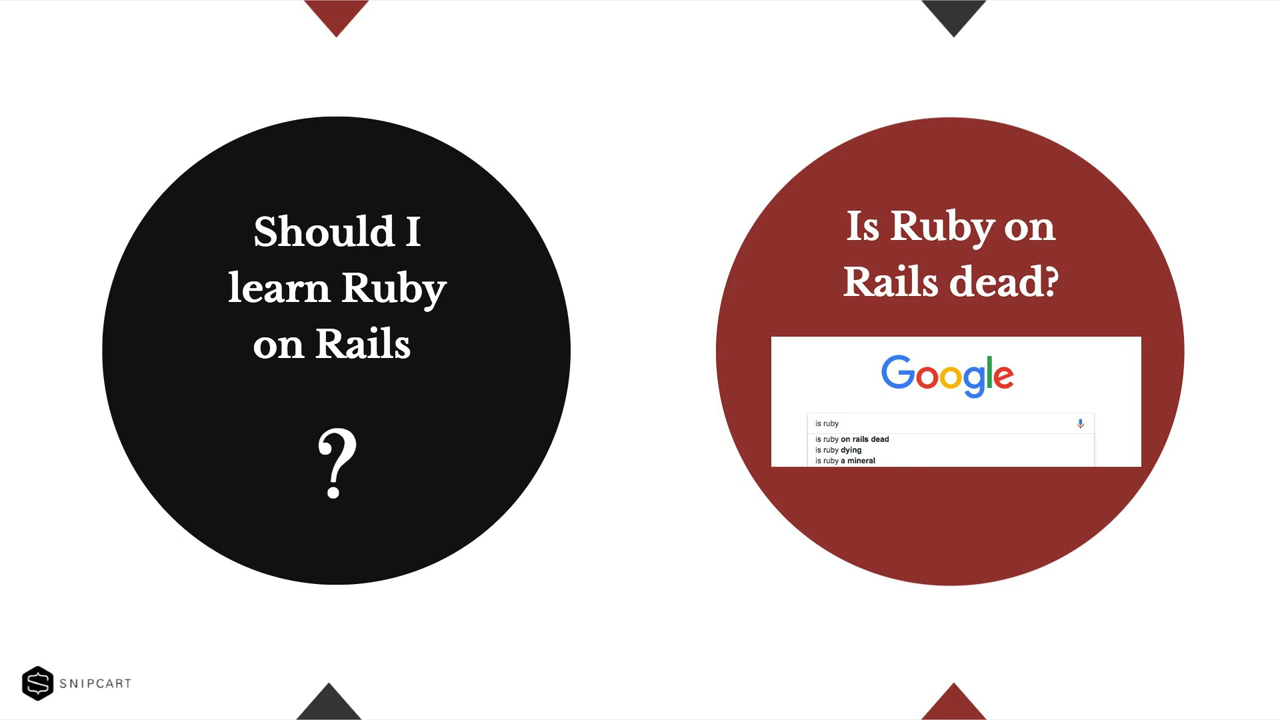 Should I
learn Ruby
on Rails
?
Is Ruby on
Rails dead?
Google
is ruby
is ruby on rails dead
is ruby dying
is ruby a mineral
SNIPCART